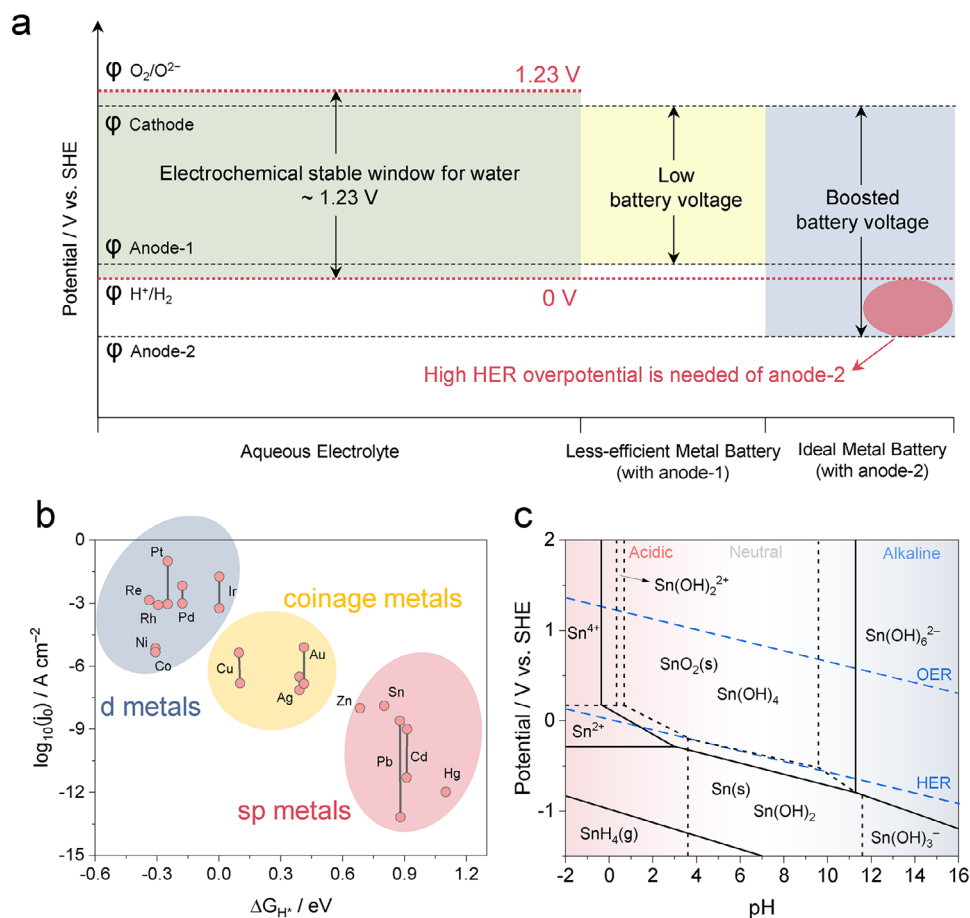 a
φ O₂/O²⁻
1.23 V
φ Cathode
Electrochemical stable window for water
~ 1.23 V
Low
battery voltage
Boosted
battery voltage
φ Anode-1
φ H⁺/H₂
0 V
φ Anode-2
High HER overpotential is needed of anode-2
Potential / V vs. SHE
Aqueous Electrolyte
Less-efficient Metal Battery
(with anode-1)
Ideal Metal Battery
(with anode-2)
b
0
-3
-6
-9
-12
-15
log₁₀(j₀) / A cm⁻²
Pt
Re
Rh
Pd
Ir
Ni
Co
d metals
coinage metals
Cu
Au
Ag
Zn
Sn
Pb
Cd
Hg
sp metals
-0.6
-0.3
0.0
0.3
0.6
0.9
1.2
ΔG_H* / eV
c
2
1
0
-1
Potential / V vs. SHE
Acidic
Neutral
Alkaline
Sn(OH)₂²⁺
Sn⁴⁺
SnO₂(s)
Sn(OH)₄
Sn(OH)₆²⁻
OER
Sn²⁺
HER
Sn(s)
Sn(OH)₂
SnH₄(g)
Sn(OH)₃⁻
-2
0
2
4
6
8
10
12
14
16
pH